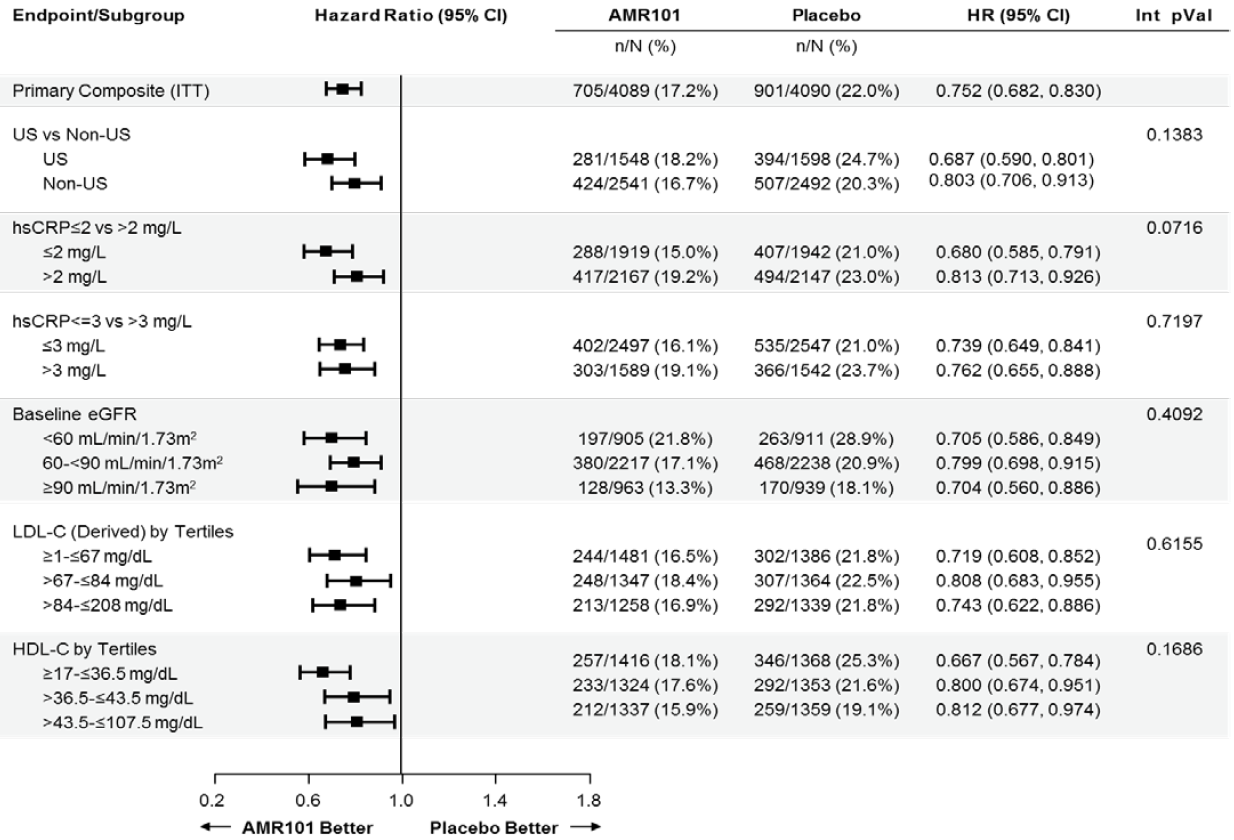 Endpoint/Subgroup Hazard Ratio (95% CI) AMR101 Placebo HR (95% CI) Int pVal
n/N (%) n/N (%)
Primary Composite (ITT) 705/4089 (17.2%) 901/4090 (22.0%) 0.752 (0.682, 0.830)
US vs Non-US 0.1383
US 281/1548 (18.2%) 394/1598 (24.7%) 0.687 (0.590, 0.801)
Non-US 424/2541 (16.7%) 507/2492 (20.3%) 0.803 (0.706, 0.913)
hsCRP≤2 vs >2 mg/L 0.0716
≤2 mg/L 288/1919 (15.0%) 407/1942 (21.0%) 0.680 (0.585, 0.791)
>2 mg/L 417/2167 (19.2%) 494/2147 (23.0%) 0.813 (0.713, 0.926)
hsCRP<=3 vs >3 mg/L 0.7197
≤3 mg/L 402/2497 (16.1%) 535/2547 (21.0%) 0.739 (0.649, 0.841)
>3 mg/L 303/1589 (19.1%) 366/1542 (23.7%) 0.762 (0.655, 0.888)
Baseline eGFR 0.4092
<60 mL/min/1.73m² 197/905 (21.8%) 263/911 (28.9%) 0.705 (0.586, 0.849)
60-<90 mL/min/1.73m² 380/2217 (17.1%) 468/2238 (20.9%) 0.799 (0.698, 0.915)
≥90 mL/min/1.73m² 128/963 (13.3%) 170/939 (18.1%) 0.704 (0.560, 0.886)
LDL-C (Derived) by Tertiles 0.6155
≥1-≤67 mg/dL 244/1481 (16.5%) 302/1386 (21.8%) 0.719 (0.608, 0.852)
>67-≤84 mg/dL 248/1347 (18.4%) 307/1364 (22.5%) 0.808 (0.683, 0.955)
>84-≤208 mg/dL 213/1258 (16.9%) 292/1339 (21.8%) 0.743 (0.622, 0.886)
HDL-C by Tertiles 0.1686
≥17-≤36.5 mg/dL 257/1416 (18.1%) 346/1368 (25.3%) 0.667 (0.567, 0.784)
>36.5-≤43.5 mg/dL 233/1324 (17.6%) 292/1353 (21.6%) 0.800 (0.674, 0.951)
>43.5-≤107.5 mg/dL 212/1337 (15.9%) 259/1359 (19.1%) 0.812 (0.677, 0.974)
0.2 0.6 1.0 1.4 1.8
← AMR101 Better Placebo Better →